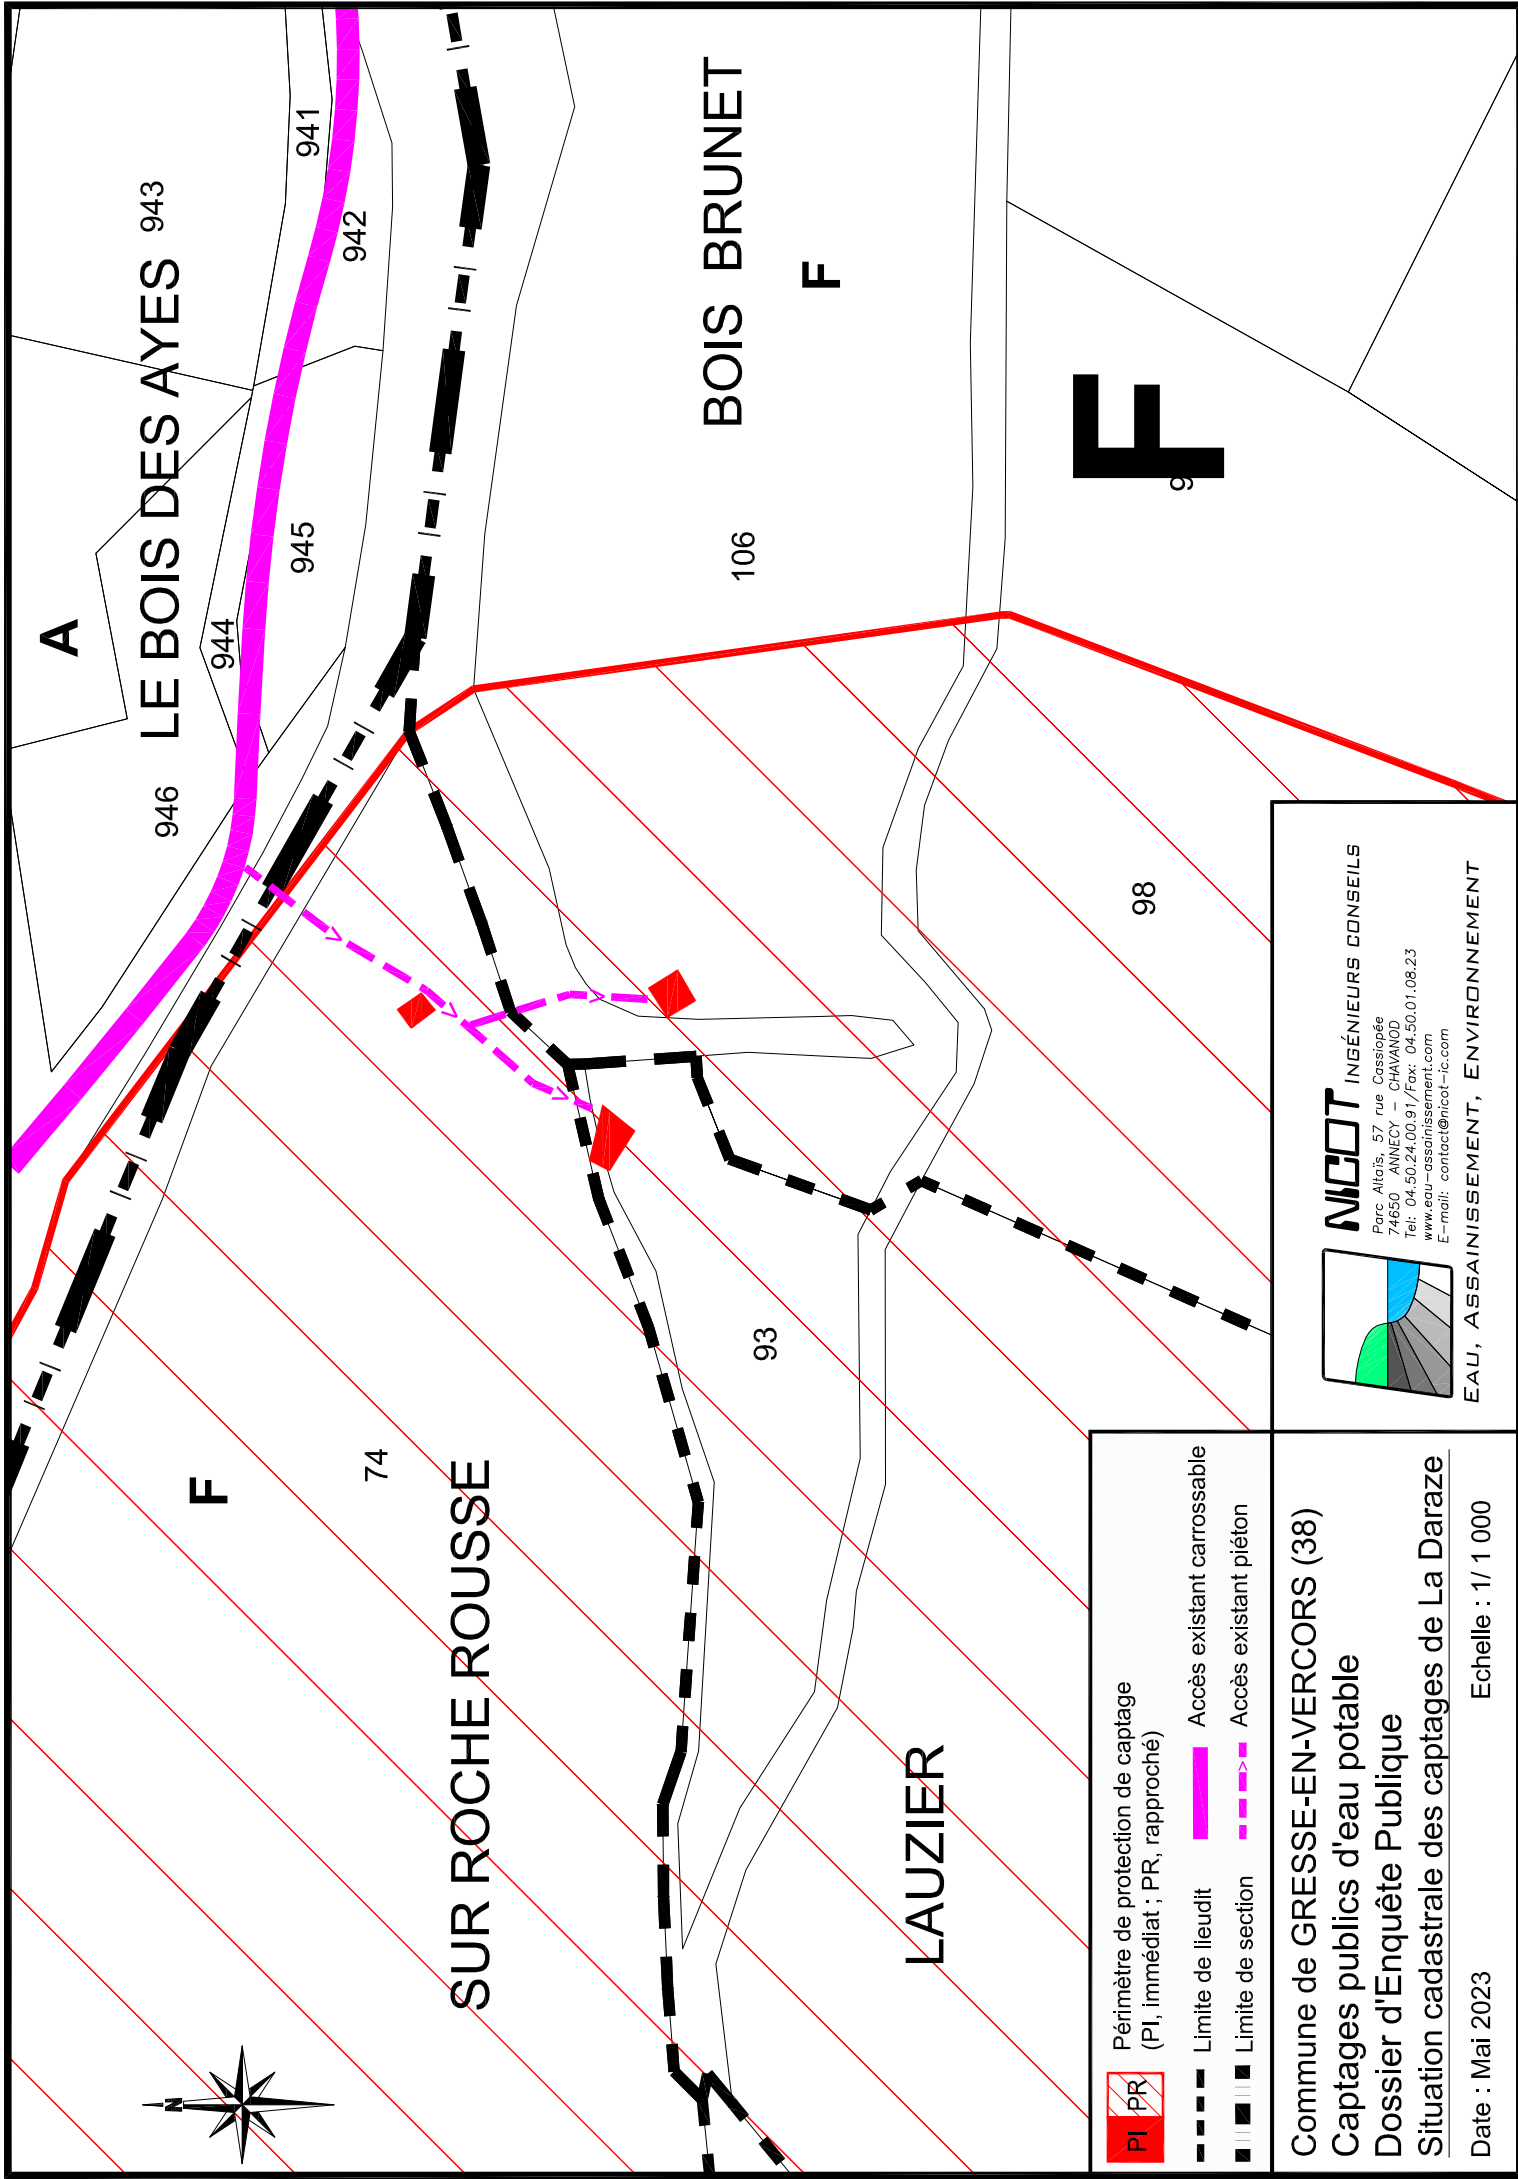 A
LE BOIS DES AYES
943
941
942
944
945
946
BOIS BRUNET
F
106
F
9
98
93
F
74
SUR ROCHE ROUSSE
LAUZIER
N
PI PR
Périmètre de protection de captage
(PI, immédiat ; PR, rapproché)
Limite de lieudit
Accès existant carrossable
Limite de section
Accès existant piéton
Commune de GRESSE-EN-VERCORS (38)
Captages publics d'eau potable
Dossier d'Enquête Publique
Situation cadastrale des captages de La Daraze
Date : Mai 2023
Echelle : 1/ 1 000
NICOT INGÉNIEURS CONSEILS
Parc Altaïs, 57 rue Cassiopée
74650 ANNECY – CHAVANOD
Tel: 04.50.24.00.91/Fax: 04.50.01.08.23
www.eau-assainissement.com
E-mail: contact@nicot-ic.com
EAU, ASSAINISSEMENT, ENVIRONNEMENT